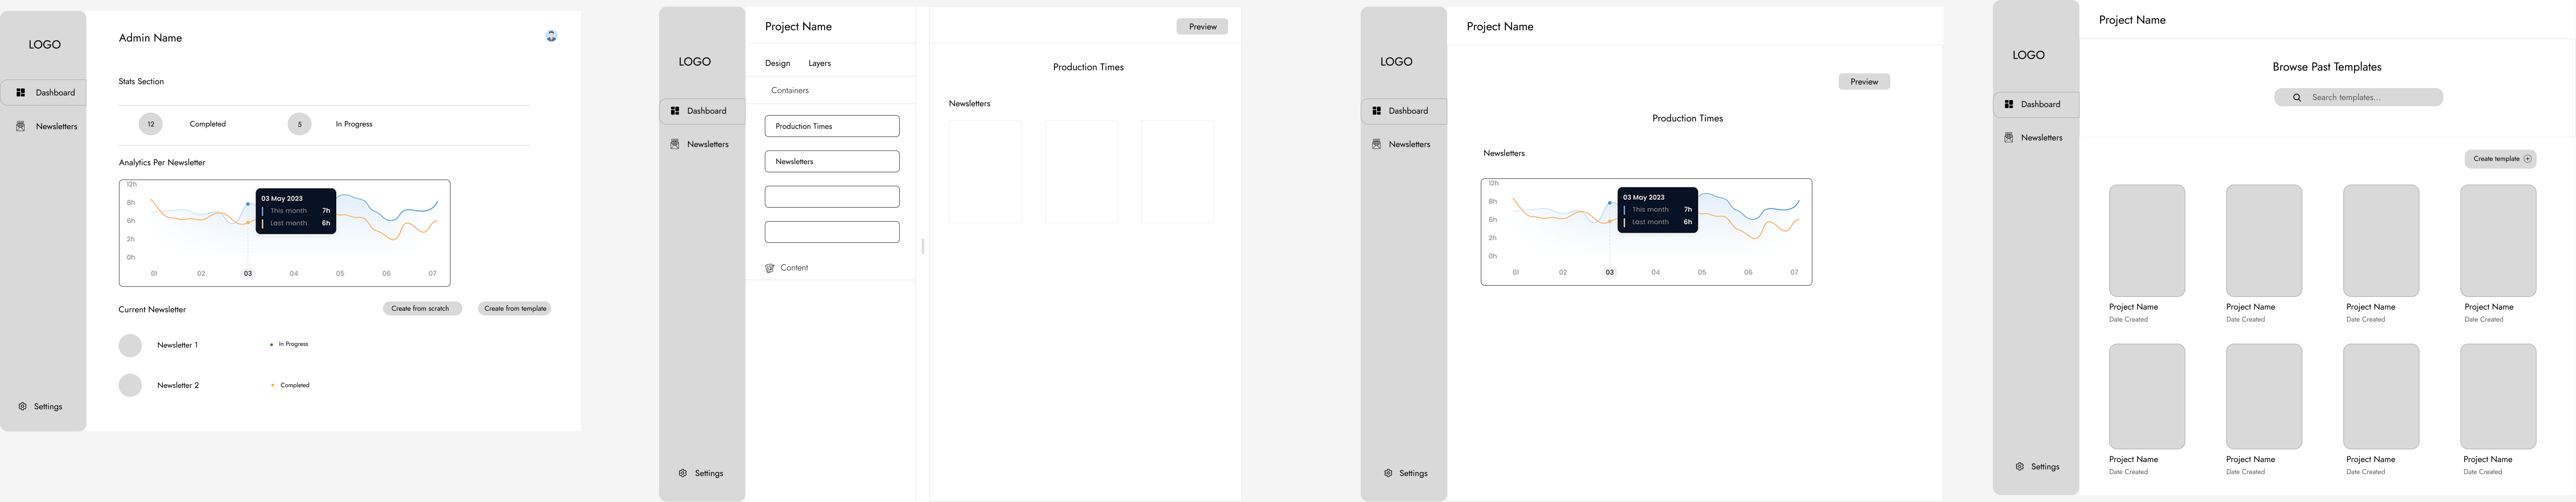 LOGO
Dashboard
Newsletters
Settings
Admin Name
Stats Section
12 Completed 5 In Progress
Analytics Per Newsletter
12h
8h
6h
2h
0h
03 May 2023
This month 7h
Last month 6h
01 02 03 04 05 06 07
Current Newsletter Create from scratch Create from template
Newsletter 1 In Progress
Newsletter 2 Completed
LOGO
Dashboard
Newsletters
Settings
Project Name
Design Layers
Containers
Production Times
Newsletters
Content
Preview
Production Times
Newsletters
LOGO
Dashboard
Newsletters
Settings
Project Name
Preview
Production Times
Newsletters
12h
8h
6h
2h
0h
03 May 2023
This month 7h
Last month 6h
01 02 03 04 05 06 07
LOGO
Dashboard
Newsletters
Settings
Project Name
Browse Past Templates
Search templates...
Create template
Project Name Project Name Project Name Project Name
Date Created Date Created Date Created Date Created
Project Name Project Name Project Name Project Name
Date Created Date Created Date Created Date Created